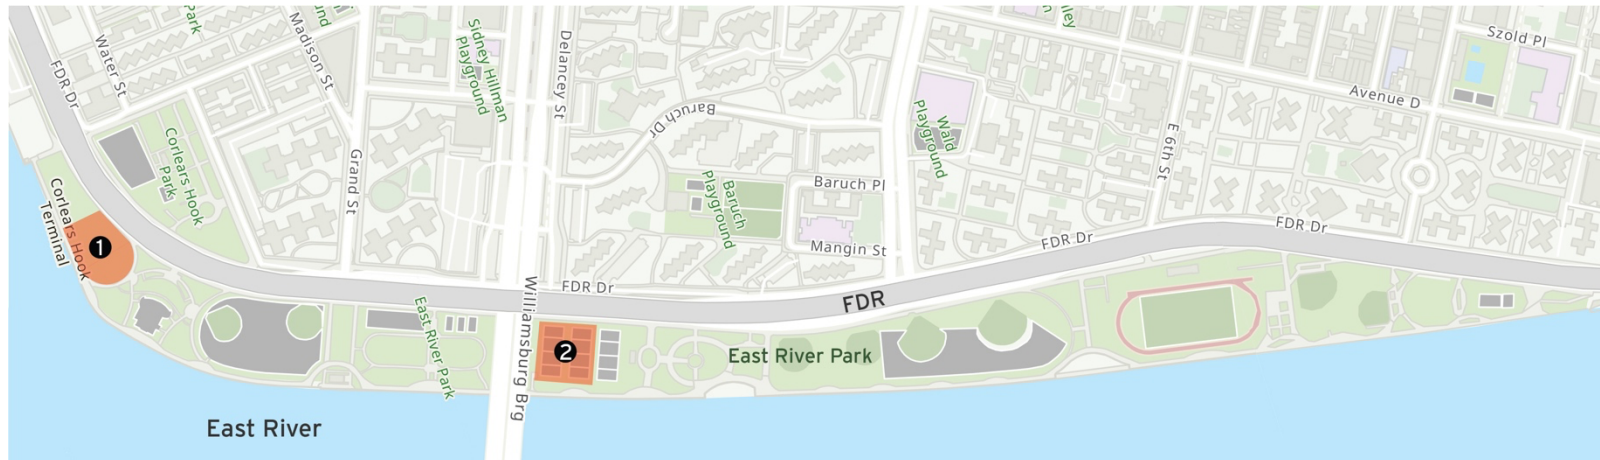 Park
Water St
FDR Dr
Madison St
Sidney Hillman
Playground
Delancey St
Baruch Dr
Wald
Playground
Szold Pl
Avenue D
E 6th St
Corlears Hook
Park
Grand St
Baruch
Playground
Baruch Pl
Mangin St
Corlears Hook
Terminal
1
FDR Dr
FDR Dr
FDR Dr
FDR
Williamsburg Brg
East River Park
2
East River Park
East River